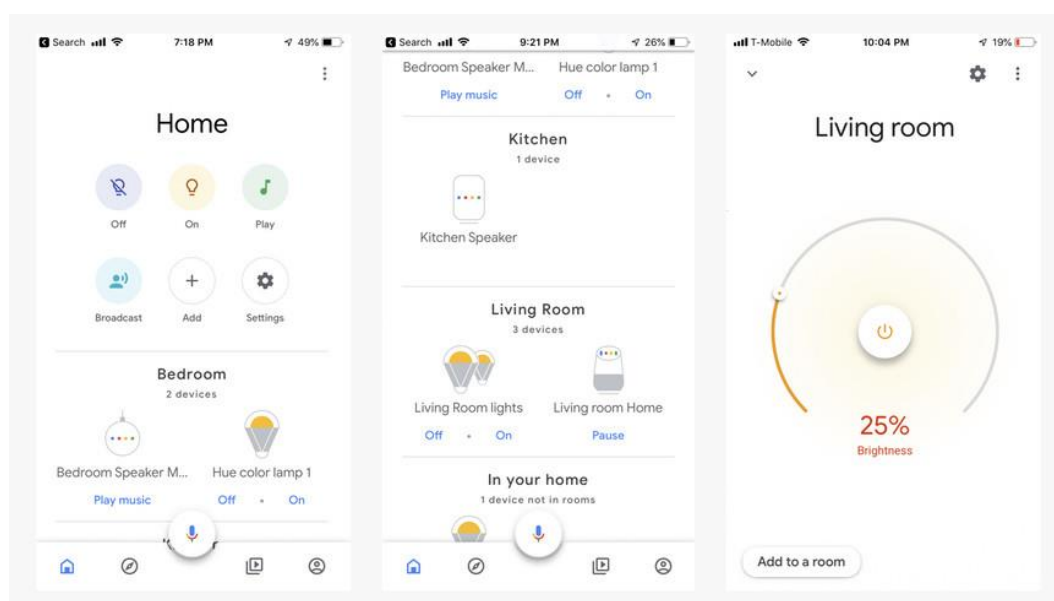 Search
7:18 PM
49%
Home
Off
On
Play
Broadcast
Add
Settings
Bedroom
2 devices
Bedroom Speaker M...
Hue color lamp 1
Play music
Off • On
Search
9:21 PM
26%
Bedroom Speaker M...
Hue color lamp 1
Play music
Off • On
Kitchen
1 device
Kitchen Speaker
Living Room
3 devices
Living Room lights
Living room Home
Off • On
Pause
In your home
1 device not in rooms
T-Mobile
10:04 PM
19%
Living room
25%
Brightness
Add to a room